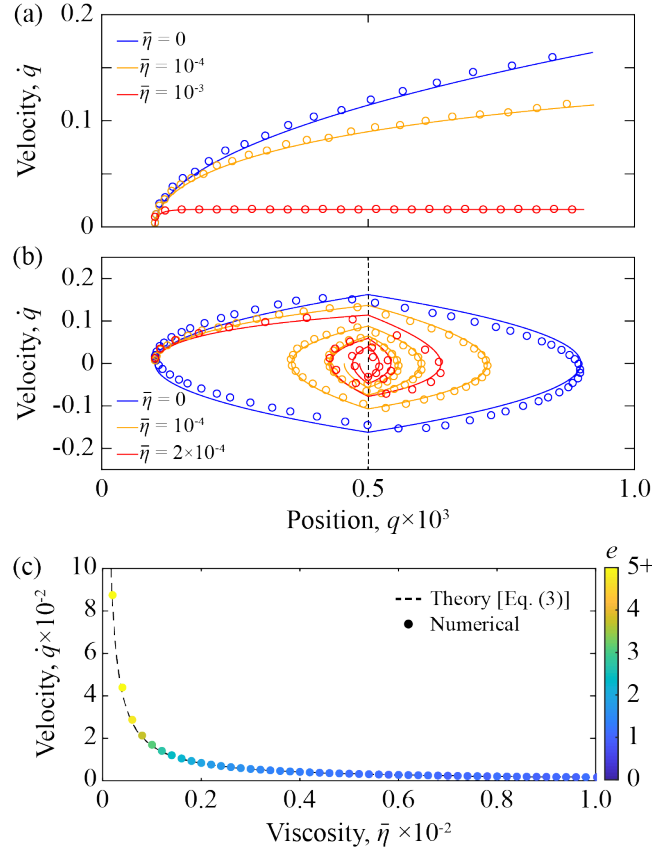 (a)
0.2
0.1
0
Velocity, q̇
η̄ = 0
η̄ = 10⁻⁴
η̄ = 10⁻³
(b)
0.2
0.1
0
-0.1
-0.2
Velocity, q̇
η̄ = 0
η̄ = 10⁻⁴
η̄ = 2×10⁻⁴
0 0.5 1.0
Position, q×10³
(c)
10
8
6
4
2
0
Velocity, q̇×10⁻²
Theory [Eq. (3)]
Numerical
e
5+
4
3
2
1
0
0 0.2 0.4 0.6 0.8 1.0
Viscosity, η̄ ×10⁻²